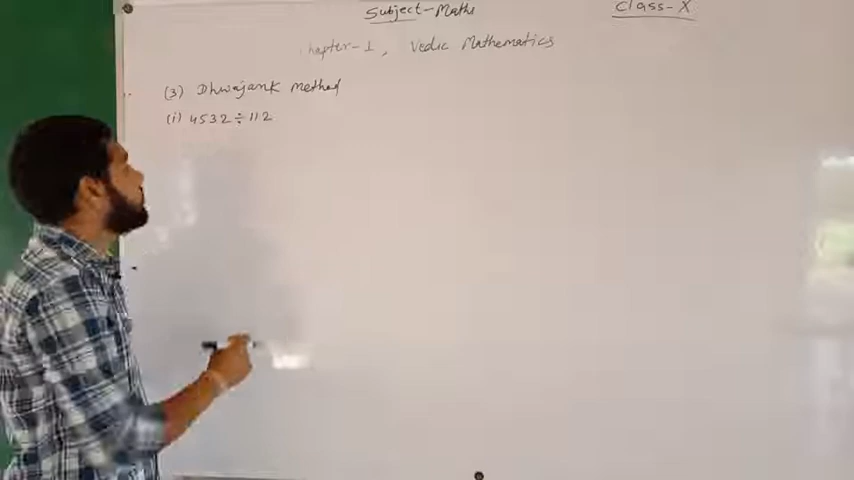 Subject-Maths
Class-X
Chapter-1, Vedic Mathematics
(3) Dhwajank method
(i) 4532÷112